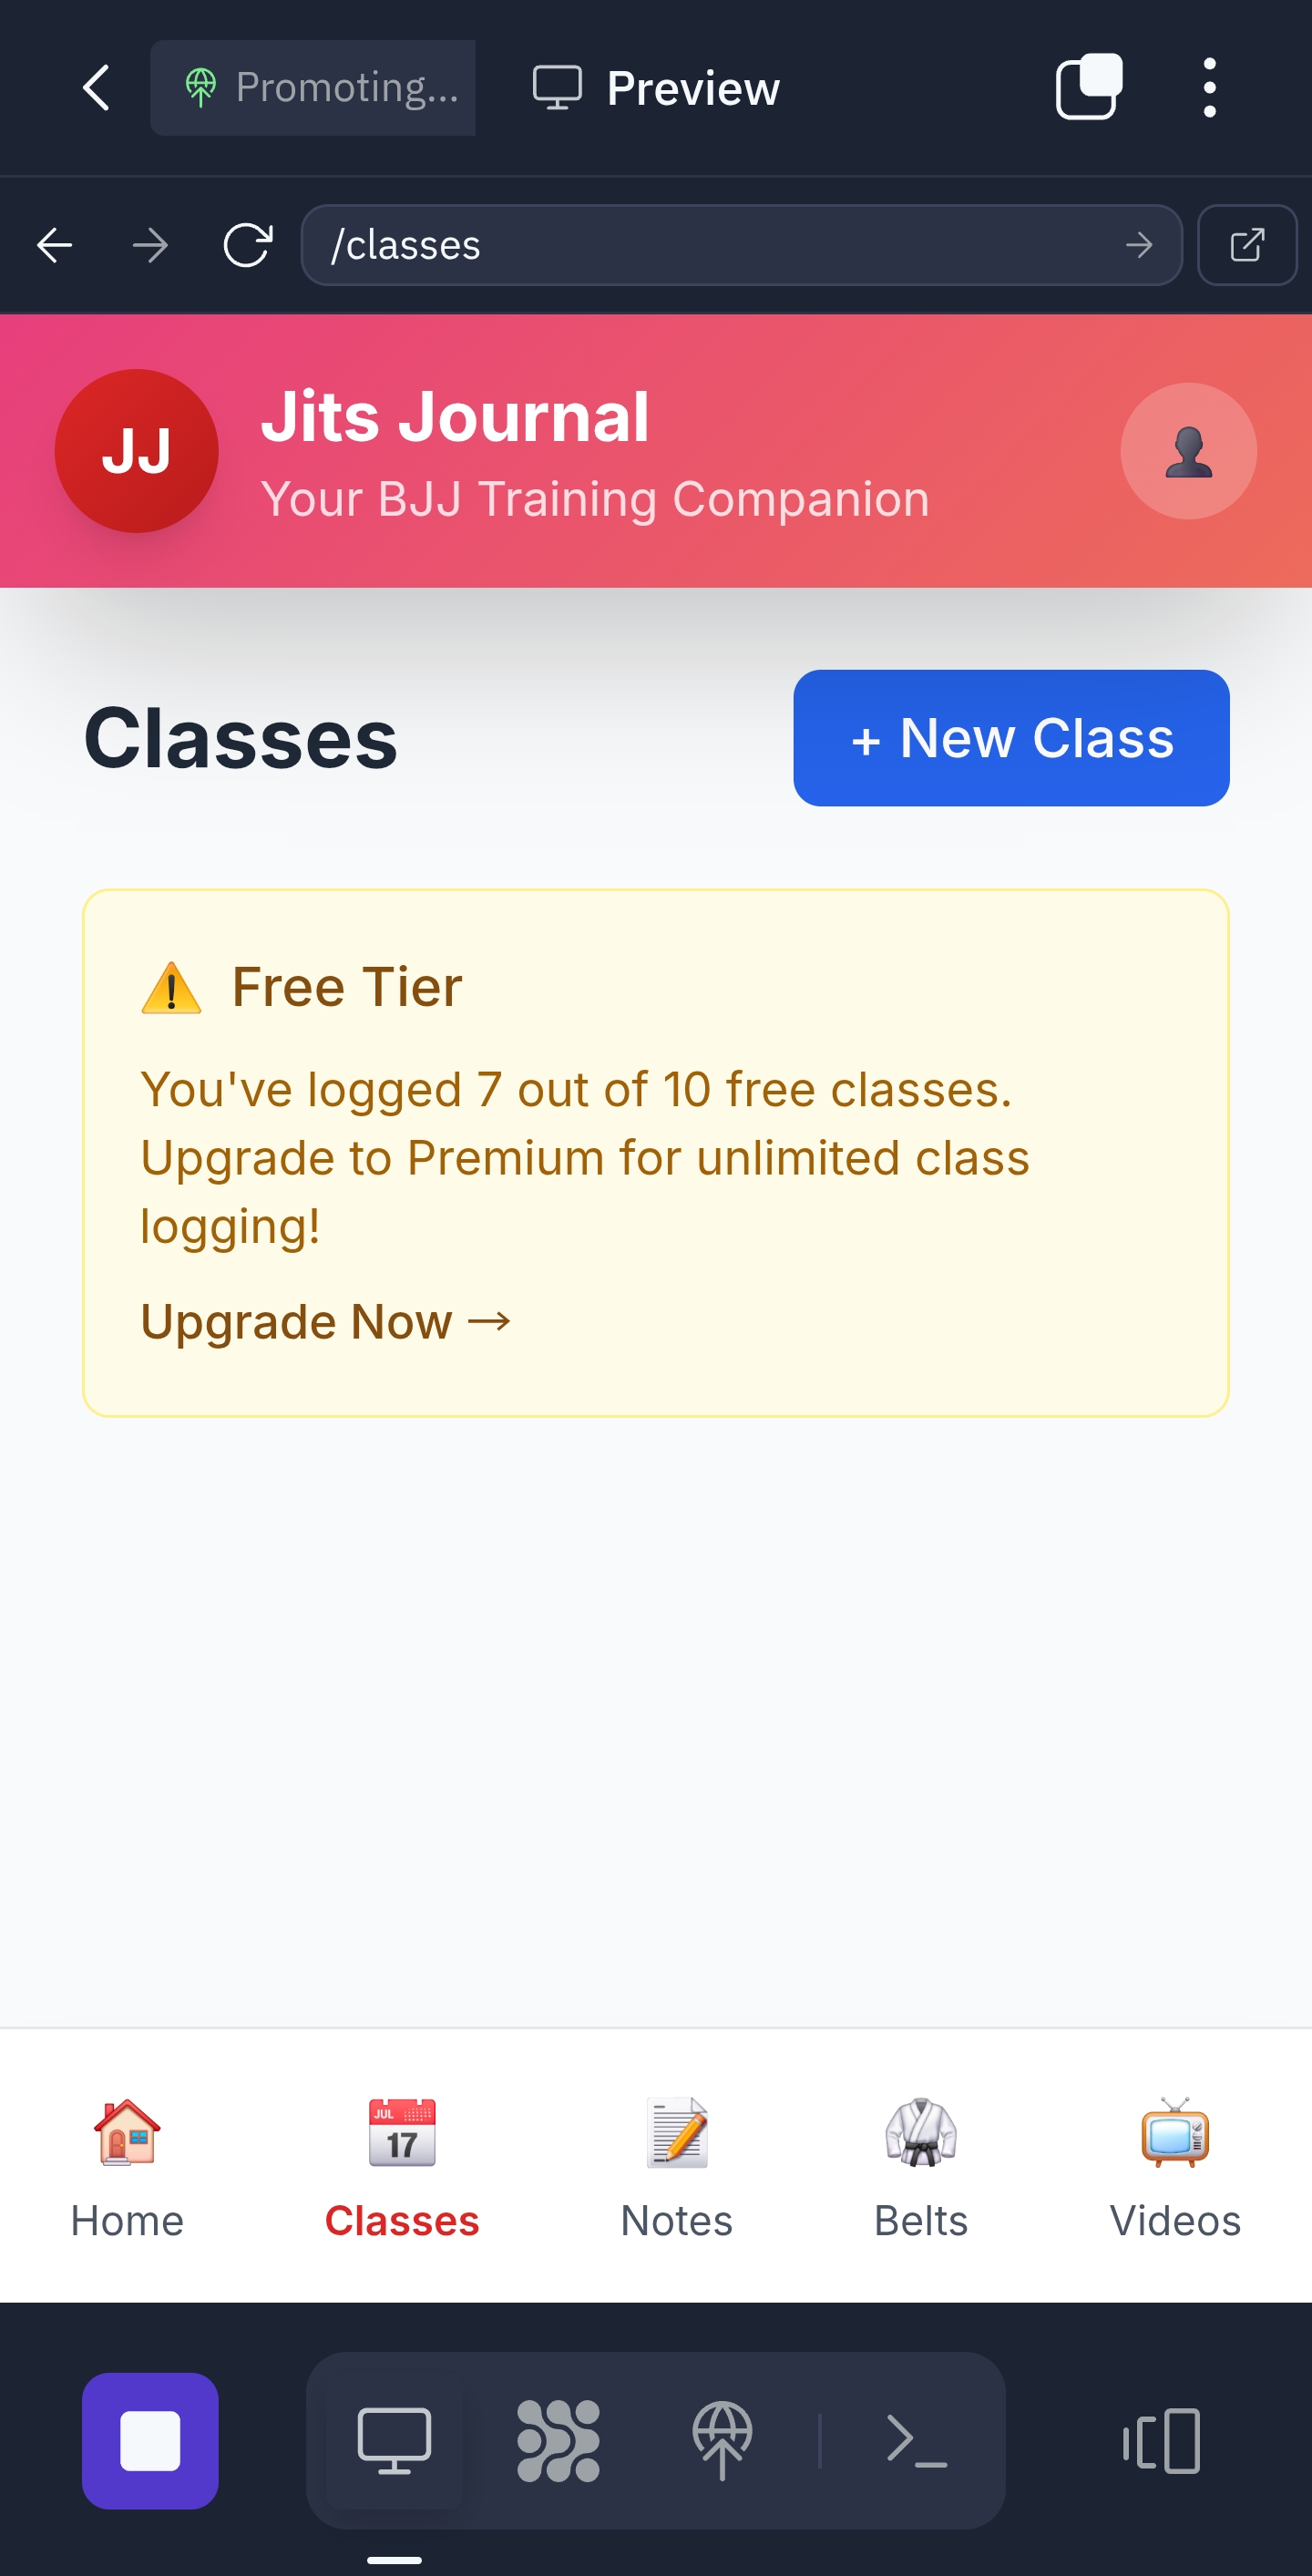 Promoting...
Preview
/classes
JJ
Jits Journal
Your BJJ Training Companion
Classes
+ New Class
⚠️ Free Tier
You've logged 7 out of 10 free classes.
Upgrade to Premium for unlimited class
logging!
Upgrade Now →
JUL
17
Home
Classes
Notes
Belts
Videos